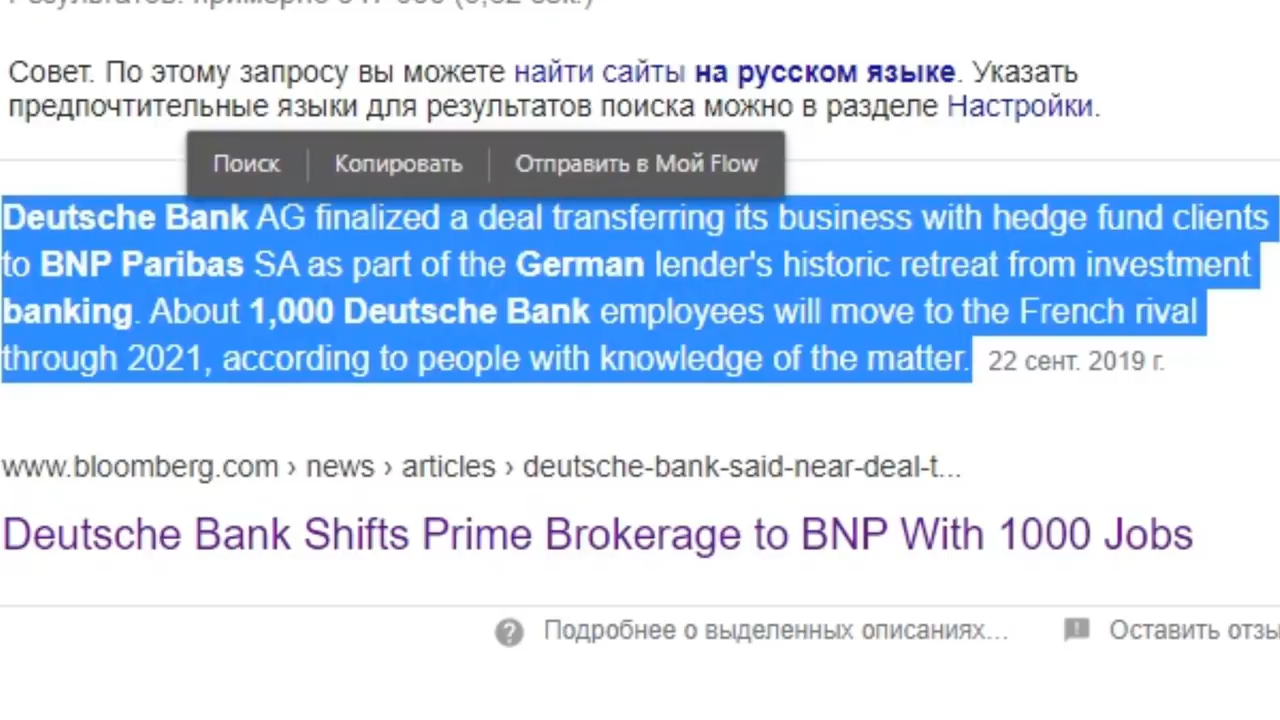 Совет. По этому запросу вы можете найти сайты на русском языке. Указать
предпочтительные языки для результатов поиска можно в разделе Настройки.
Поиск Копировать Отправить в Мой Flow
Deutsche Bank AG finalized a deal transferring its business with hedge fund clients
to BNP Paribas SA as part of the German lender's historic retreat from investment
banking. About 1,000 Deutsche Bank employees will move to the French rival
through 2021, according to people with knowledge of the matter. 22 сент. 2019 г.
www.bloomberg.com › news › articles › deutsche-bank-said-near-deal-t...
Deutsche Bank Shifts Prime Brokerage to BNP With 1000 Jobs
Подробнее о выделенных описаниях... Оставить отзы